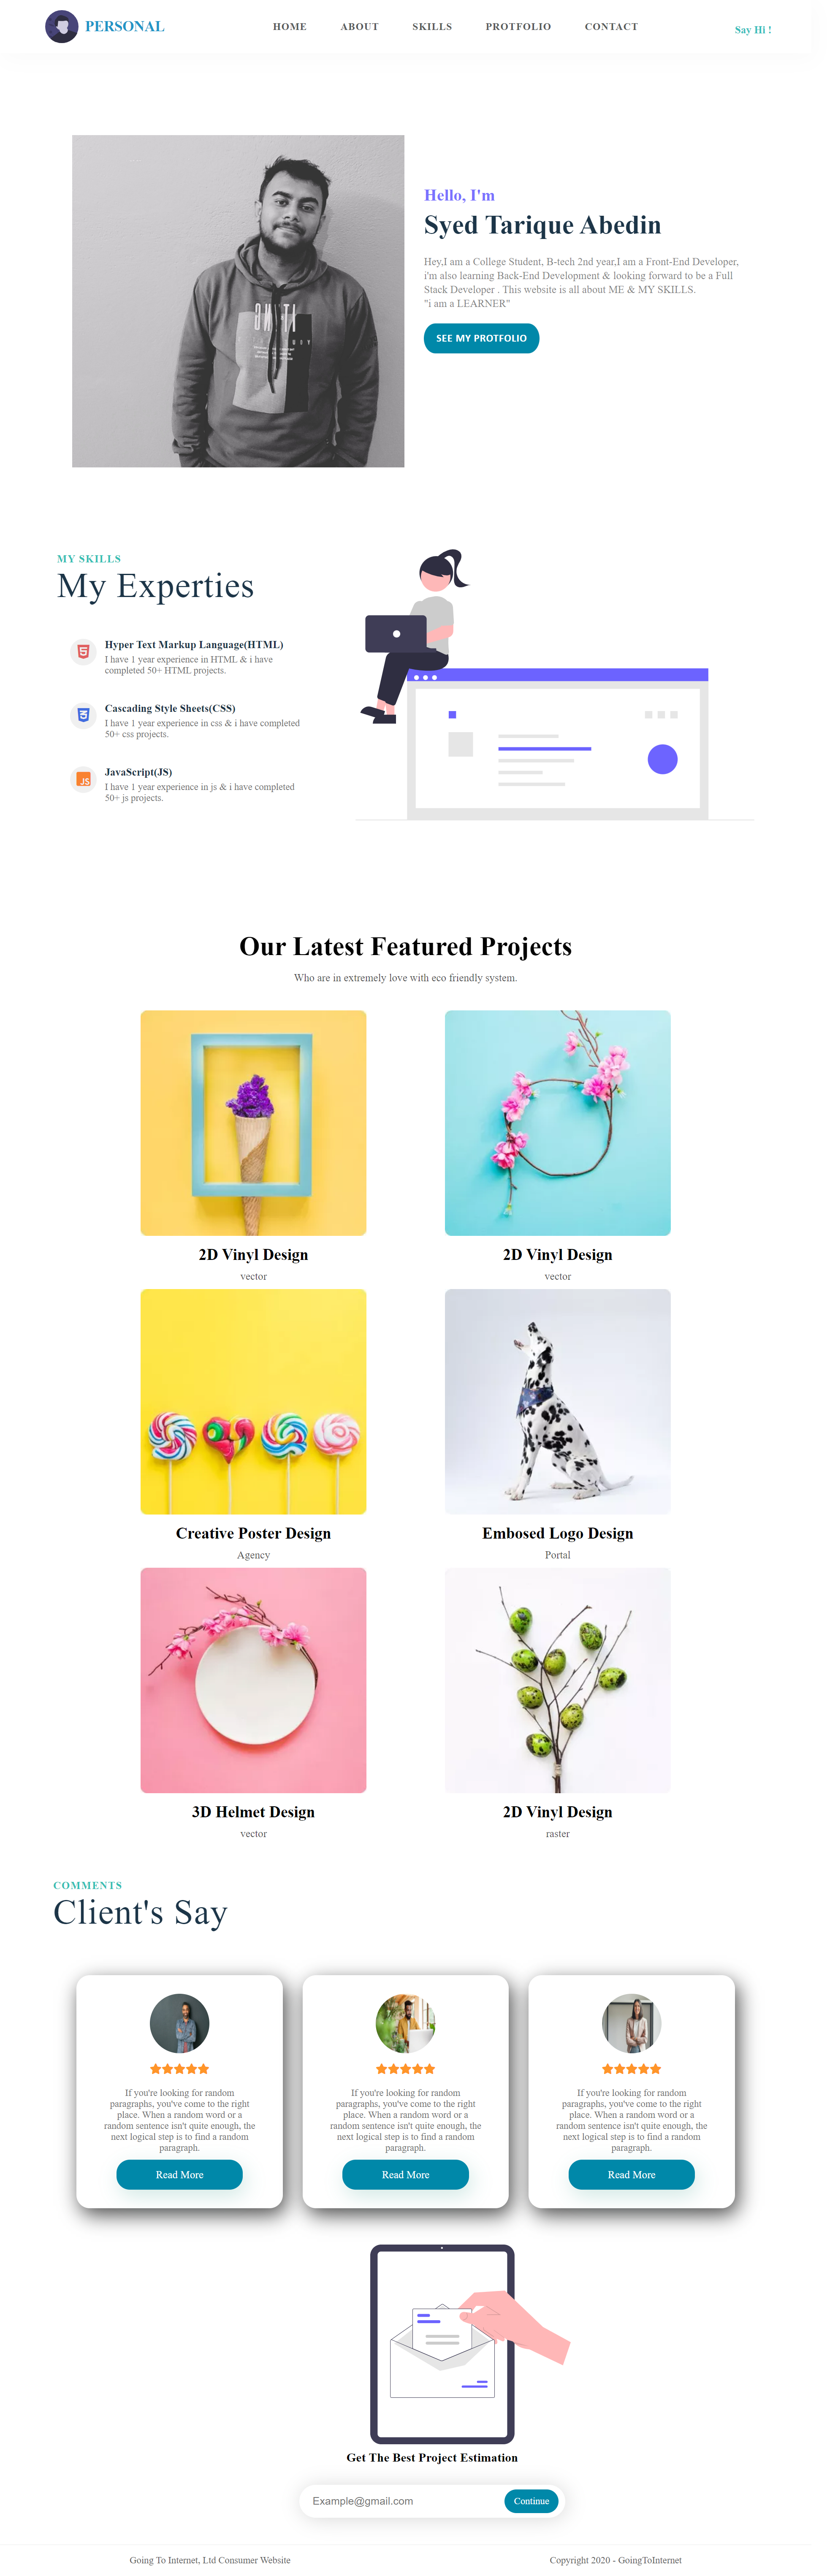 PERSONAL
HOME ABOUT SKILLS PROTFOLIO CONTACT
Say Hi !
Hello, I'm
Syed Tarique Abedin
Hey,I am a College Student, B-tech 2nd year,I am a Front-End Developer,
i'm also learning Back-End Development & looking forward to be a Full
Stack Developer . This website is all about ME & MY SKILLS.
"i am a LEARNER"
SEE MY PROTFOLIO
MY SKILLS
My Experties
Hyper Text Markup Language(HTML)
I have 1 year experience in HTML & i have
completed 50+ HTML projects.
Cascading Style Sheets(CSS)
I have 1 year experience in css & i have completed
50+ css projects.
JS
JavaScript(JS)
I have 1 year experience in js & i have completed
50+ js projects.
Our Latest Featured Projects
Who are in extremely love with eco friendly system.
2D Vinyl Design
vector
2D Vinyl Design
vector
Creative Poster Design
Agency
Embosed Logo Design
Portal
3D Helmet Design
vector
2D Vinyl Design
raster
COMMENTS
Client's Say
If you're looking for random
paragraphs, you've come to the right
place. When a random word or a
random sentence isn't quite enough, the
next logical step is to find a random
paragraph.
Read More
If you're looking for random
paragraphs, you've come to the right
place. When a random word or a
random sentence isn't quite enough, the
next logical step is to find a random
paragraph.
Read More
If you're looking for random
paragraphs, you've come to the right
place. When a random word or a
random sentence isn't quite enough, the
next logical step is to find a random
paragraph.
Read More
Get The Best Project Estimation
Example@gmail.com
Continue
Going To Internet, Ltd Consumer Website
Copyright 2020 - GoingToInternet